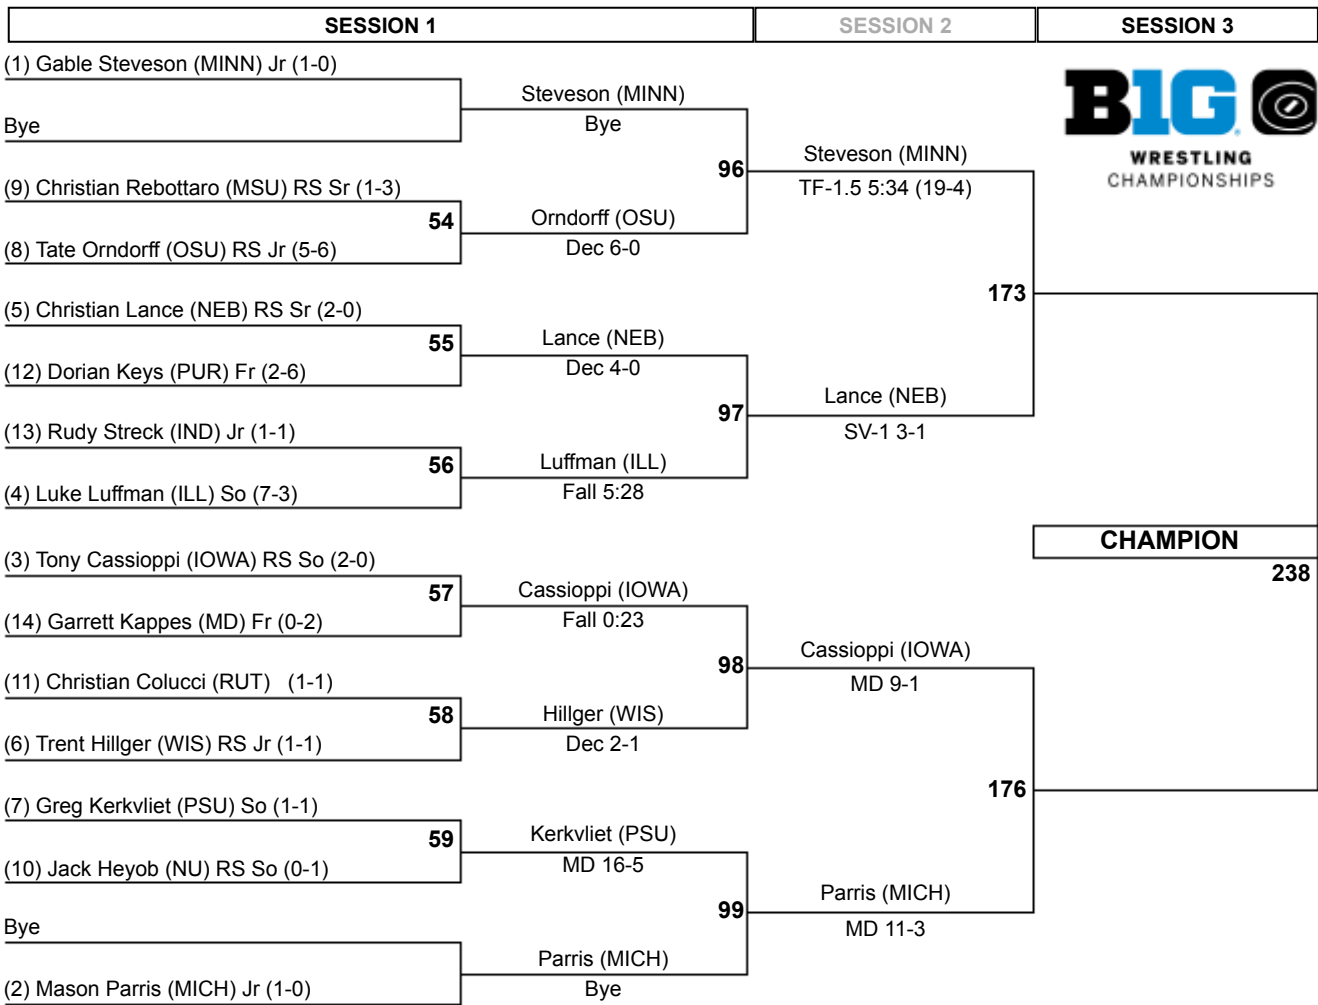 SESSION 1
SESSION 2
SESSION 3
(1) Gable Steveson (MINN) Jr (1-0)
Bye
(9) Christian Rebottaro (MSU) RS Sr (1-3)
54
(8) Tate Orndorff (OSU) RS Jr (5-6)
(5) Christian Lance (NEB) RS Sr (2-0)
55
(12) Dorian Keys (PUR) Fr (2-6)
(13) Rudy Streck (IND) Jr (1-1)
56
(4) Luke Luffman (ILL) So (7-3)
(3) Tony Cassioppi (IOWA) RS So (2-0)
57
(14) Garrett Kappes (MD) Fr (0-2)
(11) Christian Colucci (RUT) (1-1)
58
(6) Trent Hillger (WIS) RS Jr (1-1)
(7) Greg Kerkvliet (PSU) So (1-1)
59
(10) Jack Heyob (NU) RS So (0-1)
Bye
(2) Mason Parris (MICH) Jr (1-0)
Steveson (MINN)
Bye
96
Orndorff (OSU)
Dec 6-0
Lance (NEB)
Dec 4-0
97
Luffman (ILL)
Fall 5:28
Cassioppi (IOWA)
Fall 0:23
98
Hillger (WIS)
Dec 2-1
Kerkvliet (PSU)
MD 16-5
99
Parris (MICH)
Bye
Steveson (MINN)
TF-1.5 5:34 (19-4)
173
Lance (NEB)
SV-1 3-1
Cassioppi (IOWA)
MD 9-1
176
Parris (MICH)
MD 11-3
B1G
WRESTLING
CHAMPIONSHIPS
CHAMPION
238